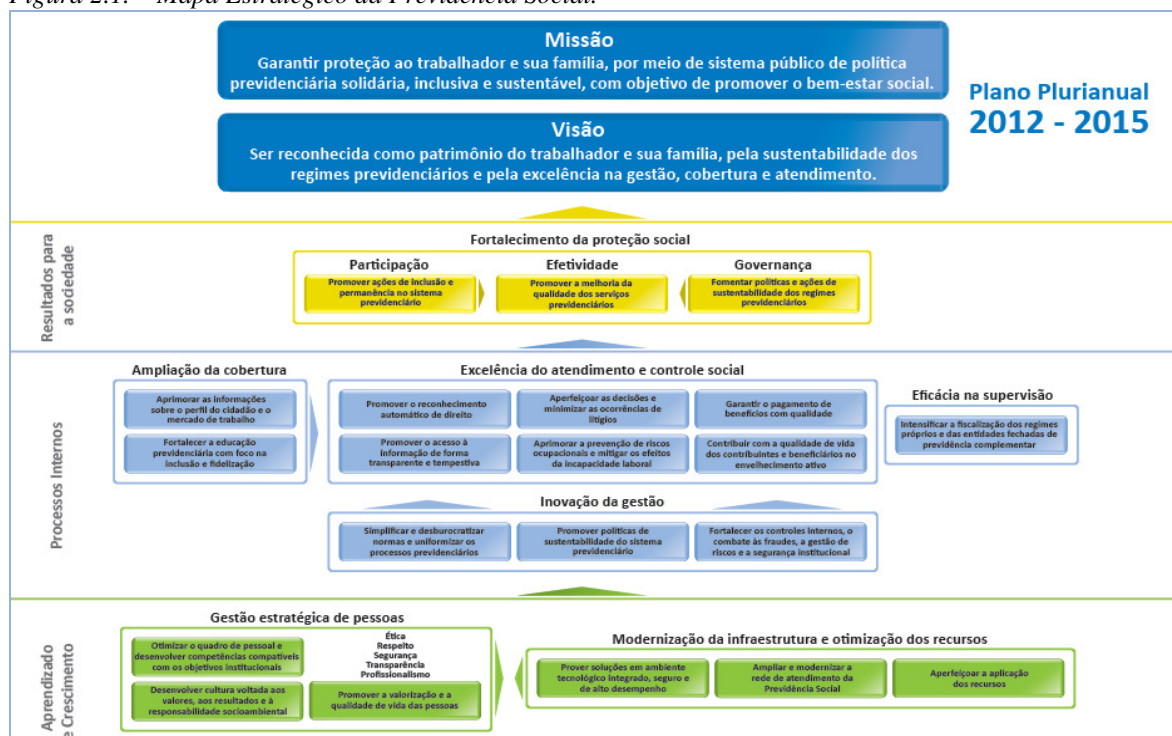 Figura 2.1. – Mapa Estratégico da Previdência Social.
Missão
Garantir proteção ao trabalhador e sua família, por meio de sistema público de política
previdenciária solidária, inclusiva e sustentável, com objetivo de promover o bem-estar social.
Plano Plurianual
2012 - 2015
Visão
Ser reconhecida como patrimônio do trabalhador e sua família, pela sustentabilidade dos
regimes previdenciários e pela excelência na gestão, cobertura e atendimento.
Resultados para
a sociedade
Fortalecimento da proteção social
Participação
Promover ações de inclusão e
permanência no sistema
previdenciário
Efetividade
Promover a melhoria da
qualidade dos serviços
previdenciários
Governança
Fomentar políticas e ações de
sustentabilidade dos regimes
previdenciários
Processos Internos
Ampliação da cobertura
Aprimorar as informações
sobre o perfil do cidadão e o
mercado de trabalho
Fortalecer a educação
previdenciária com foco na
inclusão e fidelização
Excelência do atendimento e controle social
Promover o reconhecimento
automático de direito
Aperfeiçoar as decisões e
minimizar as ocorrências de
litígios
Garantir o pagamento de
benefícios com qualidade
Promover o acesso à
informação de forma
transparente e tempestiva
Aprimorar a prevenção de riscos
ocupacionais e mitigar os efeitos
da incapacidade laboral
Contribuir com a qualidade de vida
dos contribuintes e beneficiários no
envelhecimento ativo
Eficácia na supervisão
Intensificar a fiscalização dos regimes
próprios e das entidades fechadas de
previdência complementar
Inovação da gestão
Simplificar e desburocratizar
normas e uniformizar os
processos previdenciários
Promover políticas de
sustentabilidade do sistema
previdenciário
Fortalecer os controles internos, o
combate às fraudes, a gestão de
riscos e a segurança institucional
Aprendizado
e Crescimento
Gestão estratégica de pessoas
Otimizar o quadro de pessoal e
desenvolver competências compatíveis
com os objetivos institucionais
Ética
Respeito
Segurança
Transparência
Profissionalismo
Desenvolver cultura voltada aos
valores, aos resultados e à
responsabilidade socioambiental
Promover a valorização e a
qualidade de vida das pessoas
Modernização da infraestrutura e otimização dos recursos
Prover soluções em ambiente
tecnológico integrado, seguro e
de alto desempenho
Ampliar e modernizar a
rede de atendimento da
Previdência Social
Aperfeiçoar a aplicação
dos recursos